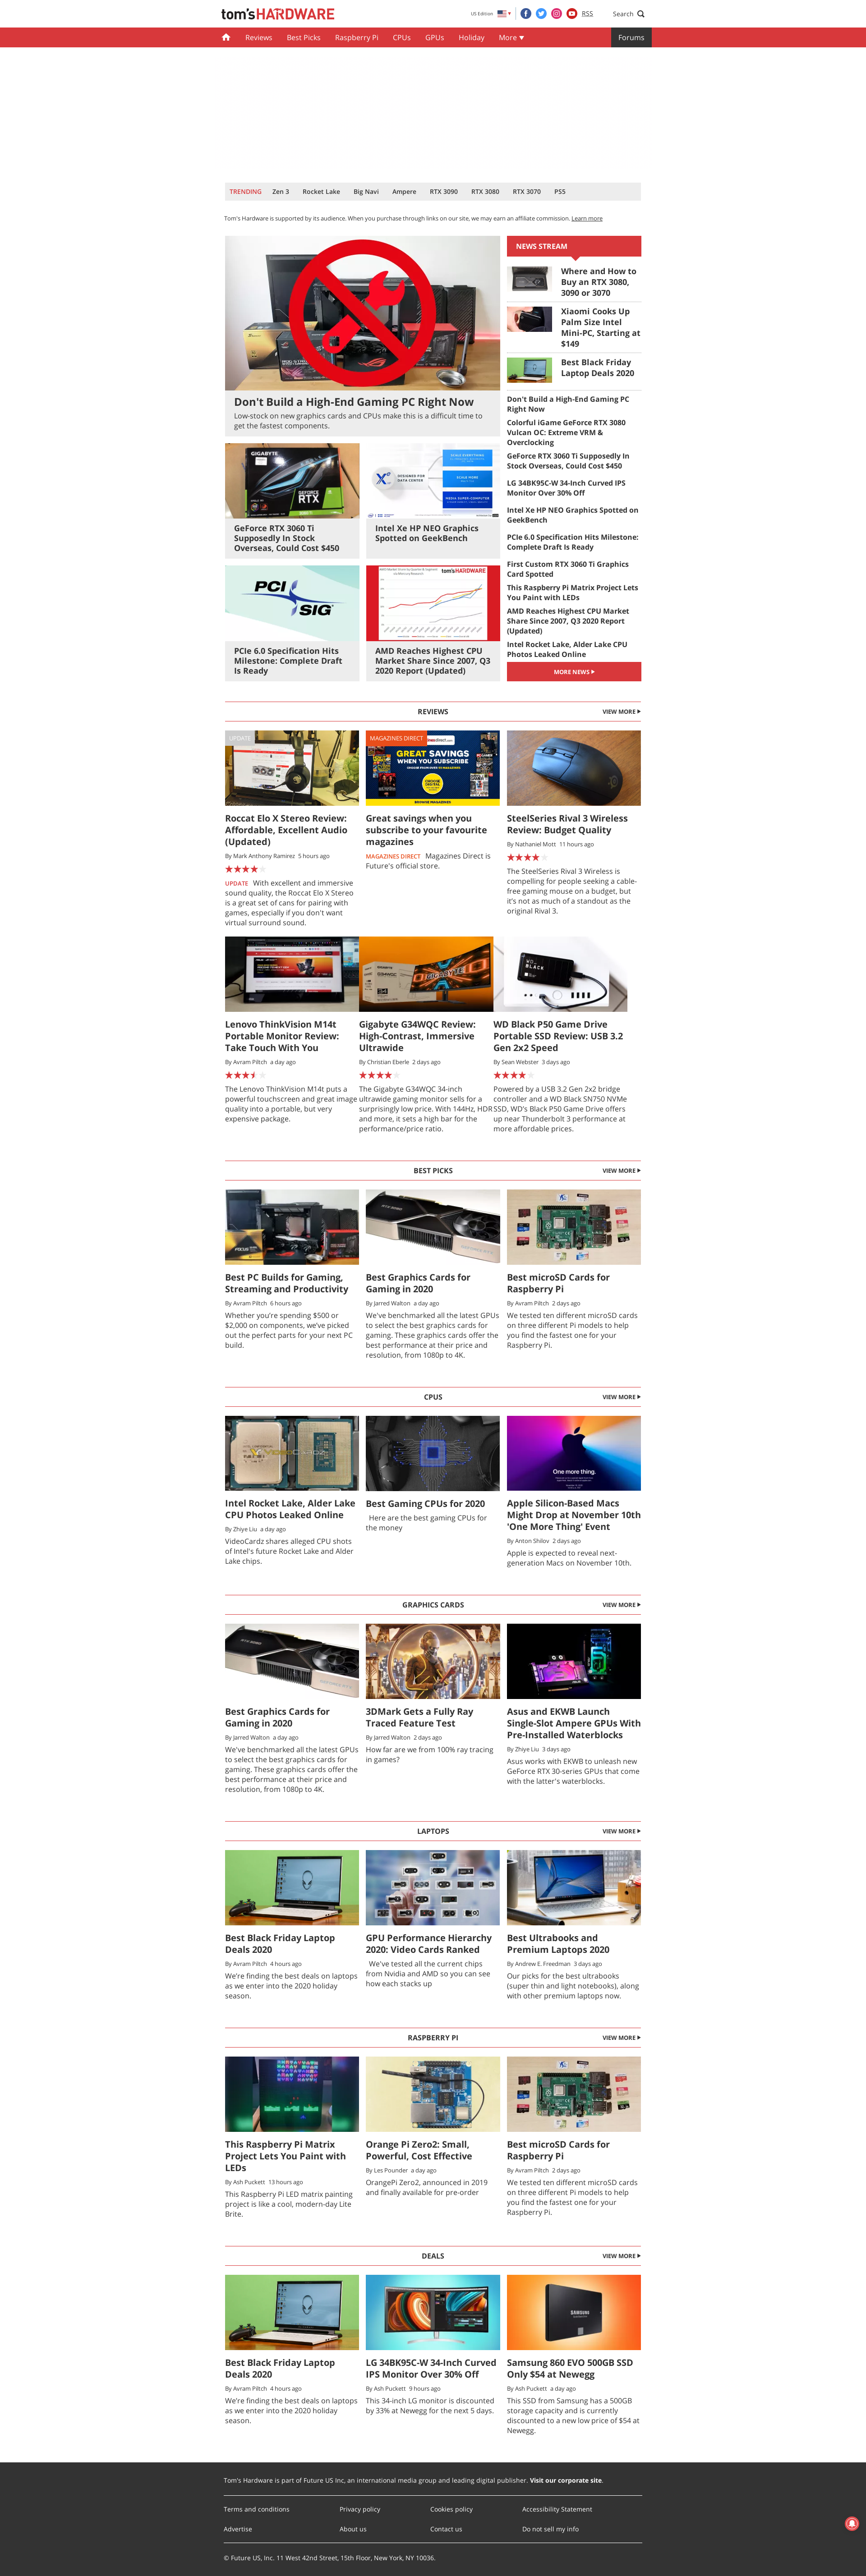 tom's HARDWARE
US Edition
RSS
Search
Reviews
Best Picks
Raspberry Pi
CPUs
GPUs
Holiday
More
Forums
TRENDING
Zen 3
Rocket Lake
Big Navi
Ampere
RTX 3090
RTX 3080
RTX 3070
PS5
Tom's Hardware is supported by its audience. When you purchase through links on our site, we may earn an affiliate commission. Learn more
Don't Build a High-End Gaming PC Right Now
Low-stock on new graphics cards and CPUs make this is a difficult time to
get the fastest components.
GIGABYTE
GEFORCE
RTX
GeForce RTX 3060 Ti
Supposedly In Stock
Overseas, Could Cost $450
DESIGNED FOR
DATA CENTER
Intel Xe HP NEO Graphics
Spotted on GeekBench
PCI
SIG
PCIe 6.0 Specification Hits
Milestone: Complete Draft
Is Ready
tom's HARDWARE
AMD Reaches Highest CPU
Market Share Since 2007, Q3
2020 Report (Updated)
NEWS STREAM
Where and How to
Buy an RTX 3080,
3090 or 3070
Xiaomi Cooks Up
Palm Size Intel
Mini-PC, Starting at
$149
Best Black Friday
Laptop Deals 2020
Don't Build a High-End Gaming PC
Right Now
Colorful iGame GeForce RTX 3080
Vulcan OC: Extreme VRM &
Overclocking
GeForce RTX 3060 Ti Supposedly In
Stock Overseas, Could Cost $450
LG 34BK95C-W 34-Inch Curved IPS
Monitor Over 30% Off
Intel Xe HP NEO Graphics Spotted on
GeekBench
PCIe 6.0 Specification Hits Milestone:
Complete Draft Is Ready
First Custom RTX 3060 Ti Graphics
Card Spotted
This Raspberry Pi Matrix Project Lets
You Paint with LEDs
AMD Reaches Highest CPU Market
Share Since 2007, Q3 2020 Report
(Updated)
Intel Rocket Lake, Alder Lake CPU
Photos Leaked Online
MORE NEWS
REVIEWS
VIEW MORE
UPDATE
Roccat Elo X Stereo Review:
Affordable, Excellent Audio
(Updated)
By Mark Anthony Ramirez 5 hours ago
UPDATE With excellent and immersive
sound quality, the Roccat Elo X Stereo
is a great set of cans for pairing with
games, especially if you don't want
virtual surround sound.
MAGAZINES DIRECT
GREAT SAVINGS
WHEN YOU SUBSCRIBE
BROWSE MAGAZINES
Great savings when you
subscribe to your favourite
magazines
MAGAZINES DIRECT Magazines Direct is
Future's official store.
SteelSeries Rival 3 Wireless
Review: Budget Quality
By Nathaniel Mott 11 hours ago
The SteelSeries Rival 3 Wireless is
compelling for people seeking a cable-
free gaming mouse on a budget, but
it's not as much of a standout as the
original Rival 3.
Lenovo ThinkVision M14t
Portable Monitor Review:
Take Touch With You
By Avram Piltch a day ago
The Lenovo ThinkVision M14t puts a
powerful touchscreen and great image
quality into a portable, but very
expensive package.
GIGABYTE
Gigabyte G34WQC Review:
High-Contrast, Immersive
Ultrawide
By Christian Eberle 2 days ago
The Gigabyte G34WQC 34-inch
ultrawide gaming monitor sells for a
surprisingly low price. With 144Hz, HDR
and more, it sets a high bar for the
performance/price ratio.
WD_BLACK
WD Black P50 Game Drive
Portable SSD Review: USB 3.2
Gen 2x2 Speed
By Sean Webster 3 days ago
Powered by a USB 3.2 Gen 2x2 bridge
controller and a WD Black SN750 NVMe
SSD, WD's Black P50 Game Drive offers
up near Thunderbolt 3 performance at
more affordable prices.
BEST PICKS
VIEW MORE
Best PC Builds for Gaming,
Streaming and Productivity
By Avram Piltch 6 hours ago
Whether you're spending $500 or
$2,000 on components, we've picked
out the perfect parts for your next PC
build.
Best Graphics Cards for
Gaming in 2020
By Jarred Walton a day ago
We've benchmarked all the latest GPUs
to select the best graphics cards for
gaming. These graphics cards offer the
best performance at their price and
resolution, from 1080p to 4K.
Best microSD Cards for
Raspberry Pi
By Avram Piltch 2 days ago
We tested ten different microSD cards
on three different Pi models to help
you find the fastest one for your
Raspberry Pi.
CPUS
VIEW MORE
Intel Rocket Lake, Alder Lake
CPU Photos Leaked Online
By Zhiye Liu a day ago
VideoCardz shares alleged CPU shots
of Intel's future Rocket Lake and Alder
Lake chips.
Best Gaming CPUs for 2020
Here are the best gaming CPUs for
the money
One more thing.
Apple Silicon-Based Macs
Might Drop at November 10th
'One More Thing' Event
By Anton Shilov 2 days ago
Apple is expected to reveal next-
generation Macs on November 10th.
GRAPHICS CARDS
VIEW MORE
Best Graphics Cards for
Gaming in 2020
By Jarred Walton a day ago
We've benchmarked all the latest GPUs
to select the best graphics cards for
gaming. These graphics cards offer the
best performance at their price and
resolution, from 1080p to 4K.
3DMark Gets a Fully Ray
Traced Feature Test
By Jarred Walton 2 days ago
How far are we from 100% ray tracing
in games?
Asus and EKWB Launch
Single-Slot Ampere GPUs With
Pre-Installed Waterblocks
By Zhiye Liu 3 days ago
Asus works with EKWB to unleash new
GeForce RTX 30-series GPUs that come
with the latter's waterblocks.
LAPTOPS
VIEW MORE
Best Black Friday Laptop
Deals 2020
By Avram Piltch 4 hours ago
We're finding the best deals on laptops
as we enter into the 2020 holiday
season.
GPU Performance Hierarchy
2020: Video Cards Ranked
We've tested all the current chips
from Nvidia and AMD so you can see
how each stacks up
Best Ultrabooks and
Premium Laptops 2020
By Andrew E. Freedman 3 days ago
Our picks for the best ultrabooks
(super thin and light notebooks), along
with other premium laptops now.
RASPBERRY PI
VIEW MORE
This Raspberry Pi Matrix
Project Lets You Paint with
LEDs
By Ash Puckett 13 hours ago
This Raspberry Pi LED matrix painting
project is like a cool, modern-day Lite
Brite.
Orange Pi Zero2: Small,
Powerful, Cost Effective
By Les Pounder a day ago
OrangePi Zero2, announced in 2019
and finally available for pre-order
Best microSD Cards for
Raspberry Pi
By Avram Piltch 2 days ago
We tested ten different microSD cards
on three different Pi models to help
you find the fastest one for your
Raspberry Pi.
DEALS
VIEW MORE
Best Black Friday Laptop
Deals 2020
By Avram Piltch 4 hours ago
We're finding the best deals on laptops
as we enter into the 2020 holiday
season.
LG 34BK95C-W 34-Inch Curved
IPS Monitor Over 30% Off
By Ash Puckett 9 hours ago
This 34-inch LG monitor is discounted
by 33% at Newegg for the next 5 days.
SAMSUNG
Samsung 860 EVO 500GB SSD
Only $54 at Newegg
By Ash Puckett a day ago
This SSD from Samsung has a 500GB
storage capacity and is currently
discounted to a new low price of $54 at
Newegg.
Tom's Hardware is part of Future US Inc, an international media group and leading digital publisher. Visit our corporate site.
Terms and conditions
Privacy policy
Cookies policy
Accessibility Statement
Advertise
About us
Contact us
Do not sell my info
© Future US, Inc. 11 West 42nd Street, 15th Floor, New York, NY 10036.